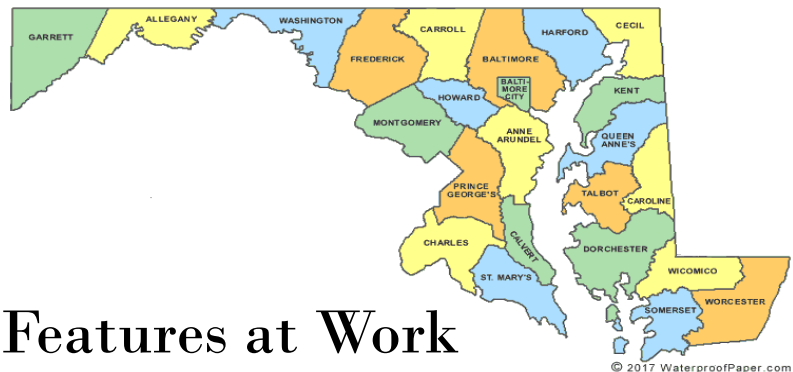 GARRETT
ALLEGANY
WASHINGTON
FREDERICK
CARROLL
BALTIMORE
HARFORD
CECIL
BALTI-
MORE
CITY
HOWARD
MONTGOMERY
KENT
ANNE
ARUNDEL
QUEEN
ANNE'S
PRINCE
GEORGE'S
TALBOT
CAROLINE
CHARLES
CALVERT
DORCHESTER
ST. MARY'S
WICOMICO
SOMERSET
WORCESTER
Features at Work
© 2017 WaterproofPaper.com